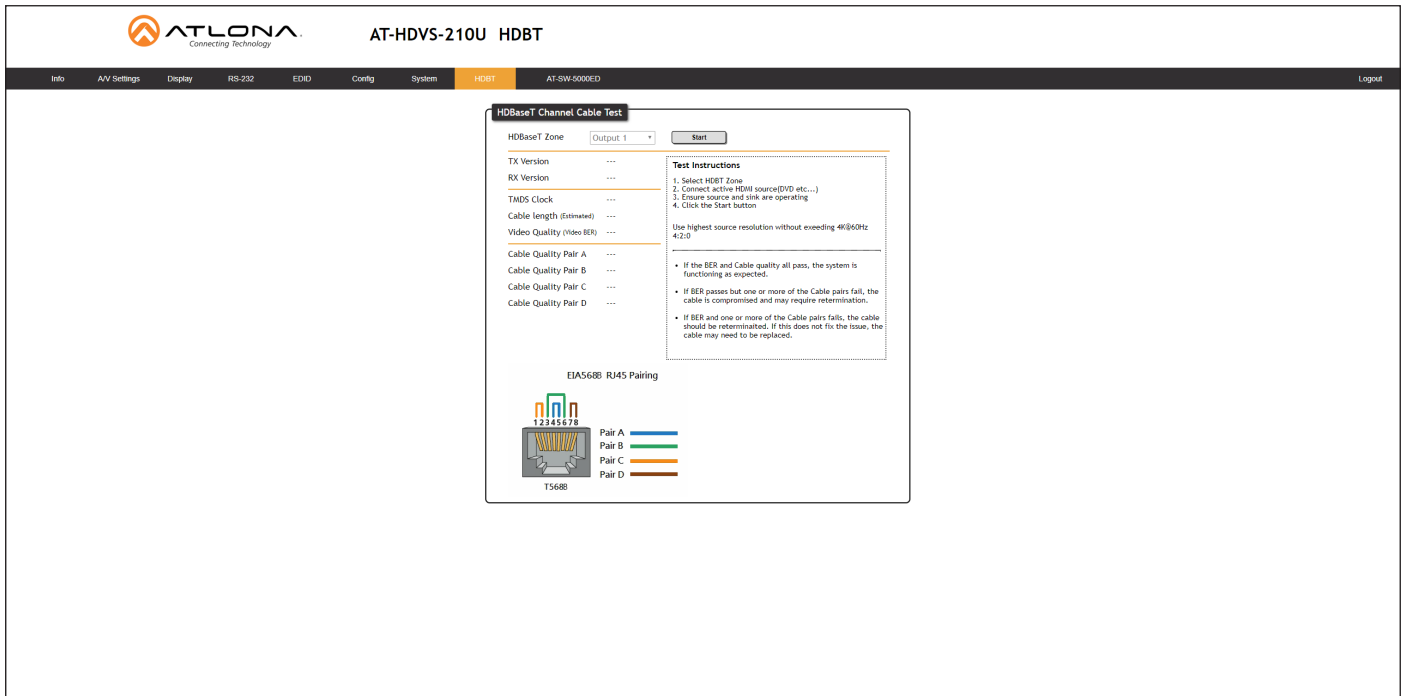 ATLONA.
Connecting Technology
AT-HDVS-210U HDBT
Info A/V Settings Display RS-232 EDID Config System HDBT AT-SW-5000ED Logout
HDBaseT Channel Cable Test
HDBaseT Zone Output 1 Start
TX Version ---
RX Version ---
TMDS Clock ---
Cable length (Estimated) ---
Video Quality (Video BER) ---
Cable Quality Pair A ---
Cable Quality Pair B ---
Cable Quality Pair C ---
Cable Quality Pair D ---
Test Instructions
1. Select HDBT Zone
2. Connect active HDMI source(DVD etc...)
3. Ensure source and sink are operating
4. Click the Start button
Use highest source resolution without exeeding 4K@60Hz
4:2:0
• If the BER and Cable quality all pass, the system is
functioning as expected.
• If BER passes but one or more of the Cable pairs fail, the
cable is compromised and may require retermination.
• If BER and one or more of the Cable pairs fails, the cable
should be reterminaited. If this does not fix the issue, the
cable may need to be replaced.
EIA568B RJ45 Pairing
1 2 3 4 5 6 7 8
Pair A
Pair B
Pair C
Pair D
T568B